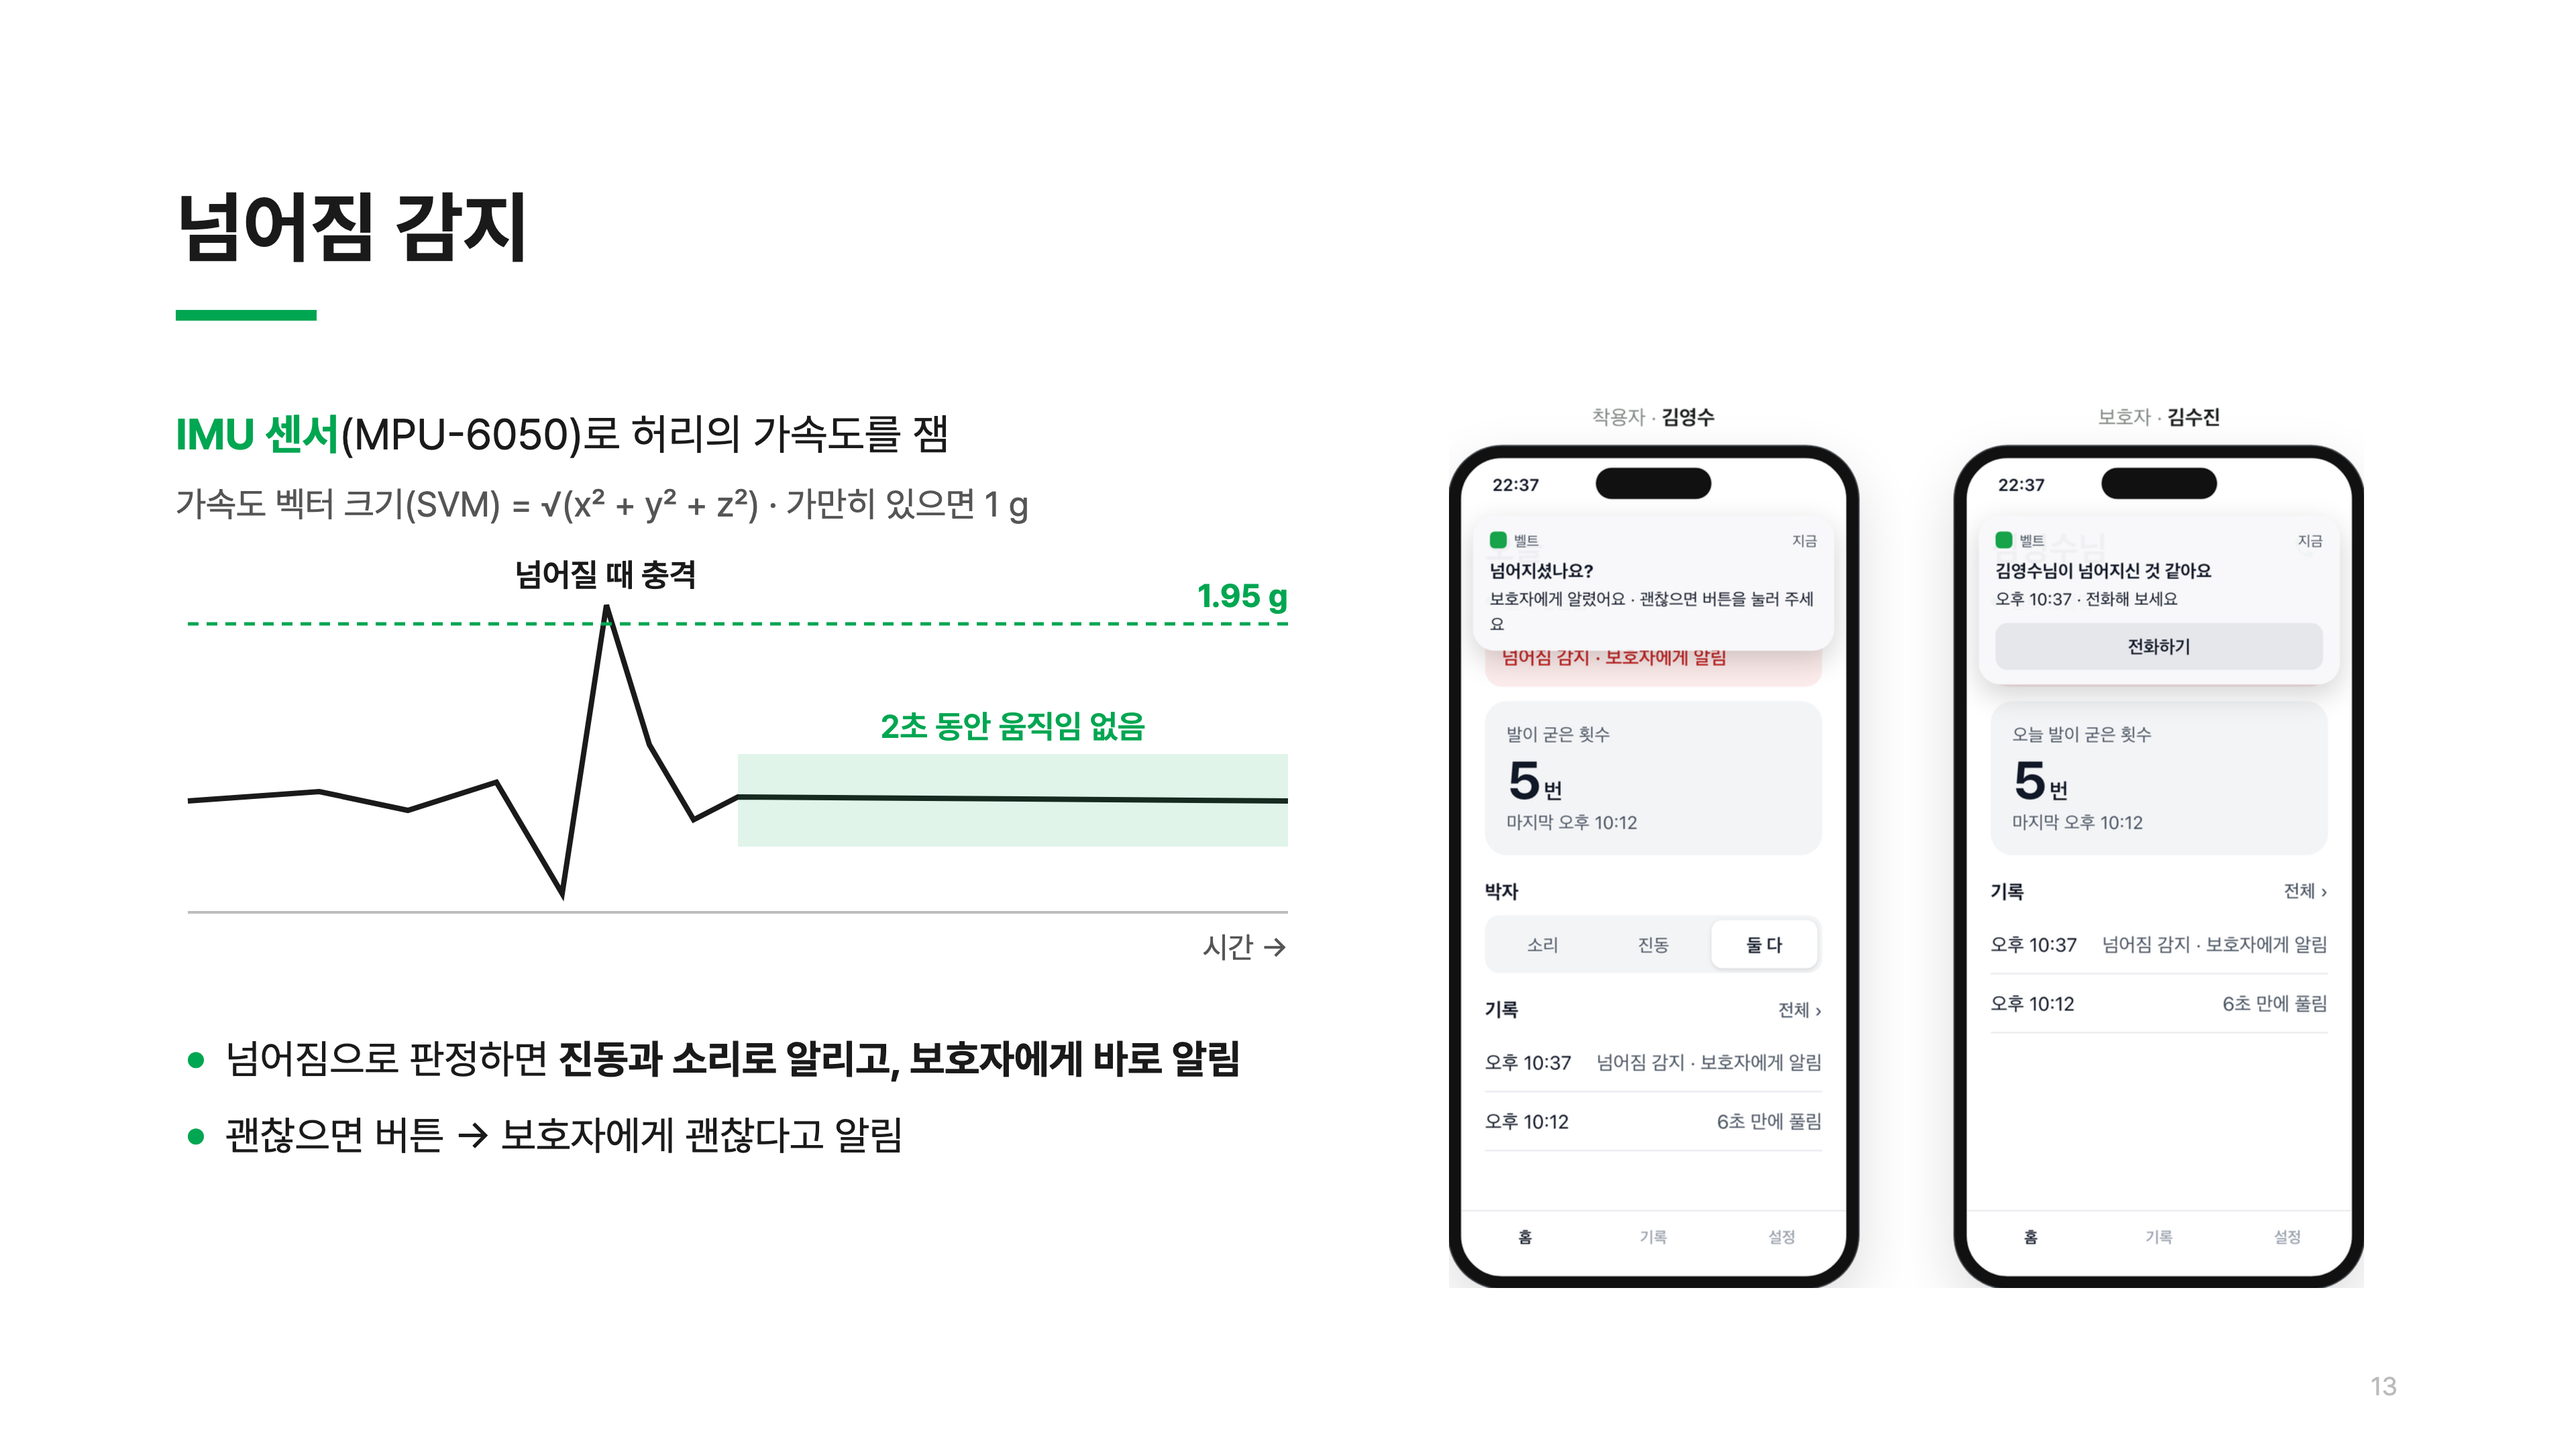 넘어짐 감지
IMU 센서(MPU-6050)로 허리의 가속도를 잼
가속도 벡터 크기(SVM) = √(x² + y² + z²) · 가만히 있으면 1 g
넘어질 때 충격
1.95 g
2초 동안 움직임 없음
시간 →
넘어짐으로 판정하면 진동과 소리로 알리고, 보호자에게 바로 알림
괜찮으면 버튼 → 보호자에게 괜찮다고 알림
착용자 · 김영수
22:37
벨트 지금
넘어지셨나요?
보호자에게 알렸어요 · 괜찮으면 버튼을 눌러 주세
요
넘어짐 감지 · 보호자에게 알림
발이 굳은 횟수
5번
마지막 오후 10:12
박자
소리 진동 둘 다
기록 전체 ›
오후 10:37 넘어짐 감지 · 보호자에게 알림
오후 10:12 6초 만에 풀림
홈 기록 설정
보호자 · 김수진
22:37
벨트 지금
김영수님이 넘어지신 것 같아요
오후 10:37 · 전화해 보세요
전화하기
오늘 발이 굳은 횟수
5번
마지막 오후 10:12
기록 전체 ›
오후 10:37 넘어짐 감지 · 보호자에게 알림
오후 10:12 6초 만에 풀림
홈 기록 설정
13